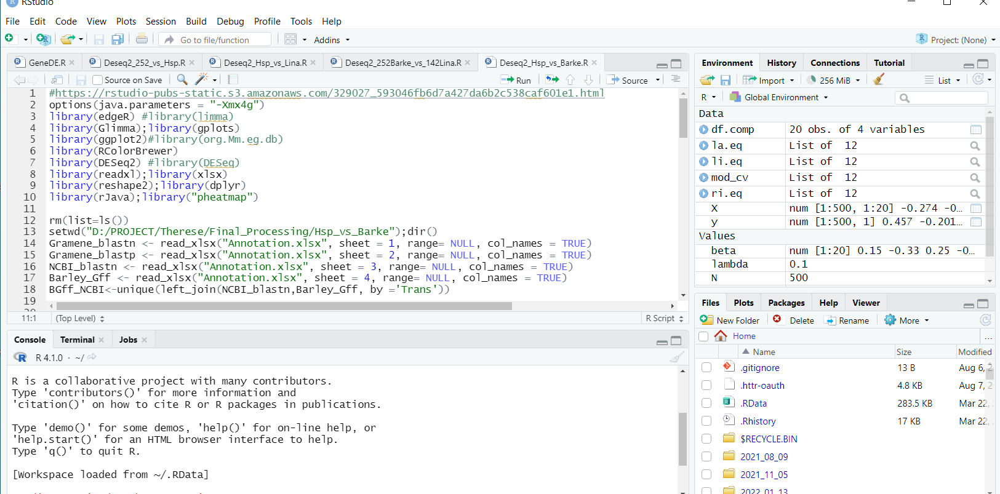 RStudio
File Edit Code View Plots Session Build Debug Profile Tools Help
Go to file/function Addins Project: (None)
GeneDE.R Deseq2_252_vs_Hsp.R Deseq2_Hsp_vs_Lina.R Deseq2_252Barke_vs_142Lina.R Deseq2_Hsp_vs_Barke.R
Source on Save Run Source
1 #https://rstudio-pubs-static.s3.amazonaws.com/329027_593046fb6d7a427da6b2c538caf601e1.html
2 options(java.parameters = "-Xmx4g")
3 library(edgeR) #library(limma)
4 library(Glimma);library(gplots)
5 library(ggplot2)#library(org.Mm.eg.db)
6 library(RColorBrewer)
7 library(DESeq2) #library(DESeq)
8 library(readxl);library(xlsx)
9 library(reshape2);library(dplyr)
10 library(rJava);library("pheatmap")
11
12 rm(list=ls())
13 setwd("D:/PROJECT/Therese/Final_Processing/Hsp_vs_Barke");dir()
14 Gramene_blastn <- read_xlsx("Annotation.xlsx", sheet = 1, range= NULL, col_names = TRUE)
15 Gramene_blastp <- read_xlsx("Annotation.xlsx", sheet = 2, range= NULL, col_names = TRUE)
16 NCBI_blastn <- read_xlsx("Annotation.xlsx", sheet = 3, range= NULL, col_names = TRUE)
17 Barley_Gff <- read_xlsx("Annotation.xlsx", sheet = 4, range= NULL, col_names = TRUE)
18 BGff_NCBI<-unique(left_join(NCBI_blastn,Barley_Gff, by ='Trans'))
19
11:1 (Top Level) R Script
Console Terminal Jobs
R 4.1.0 · ~/
R is a collaborative project with many contributors.
Type 'contributors()' for more information and
'citation()' on how to cite R or R packages in publications.
Type 'demo()' for some demos, 'help()' for on-line help, or
'help.start()' for an HTML browser interface to help.
Type 'q()' to quit R.
[Workspace loaded from ~/.RData]
Environment History Connections Tutorial
Import 256 MiB List
R Global Environment
Data
df.comp 20 obs. of 4 variables
la.eq List of 12
li.eq List of 12
mod_cv List of 12
ri.eq List of 12
X num [1:500, 1:20] -0.274 -0...
y num [1:500, 1] 0.457 -0.201...
Values
beta num [1:20] 0.15 -0.33 0.25 -0...
lambda 0.1
N 500
Files Plots Packages Help Viewer
New Folder Delete Rename More
Home ...
Name Size Modified
.gitignore 13 B Aug 6, 2
.httr-oauth 4.8 KB Aug 7, 2
.RData 283.5 KB Mar 22,
.Rhistory 17 KB Mar 22,
$RECYCLE.BIN
2021_08_09
2021_11_05
2022_01_13